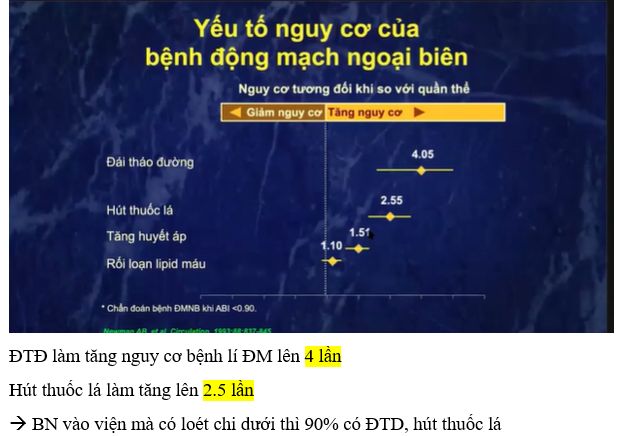 Yếu tố nguy cơ của
bệnh động mạch ngoại biên
Nguy cơ tương đối khi so với quần thể
Giảm nguy cơ Tăng nguy cơ
Đái tháo đường 4.05
Hút thuốc lá 2.55
Tăng huyết áp 1.51
Rối loạn lipid máu 1.10
* Chẩn đoán bệnh ĐMNB khi ABI <0.90.
Newman AB, et al. Circulation. 1993;88:837-845
ĐTĐ làm tăng nguy cơ bệnh lí ĐM lên 4 lần
Hút thuốc lá làm tăng lên 2.5 lần
→ BN vào viện mà có loét chi dưới thì 90% có ĐTD, hút thuốc lá